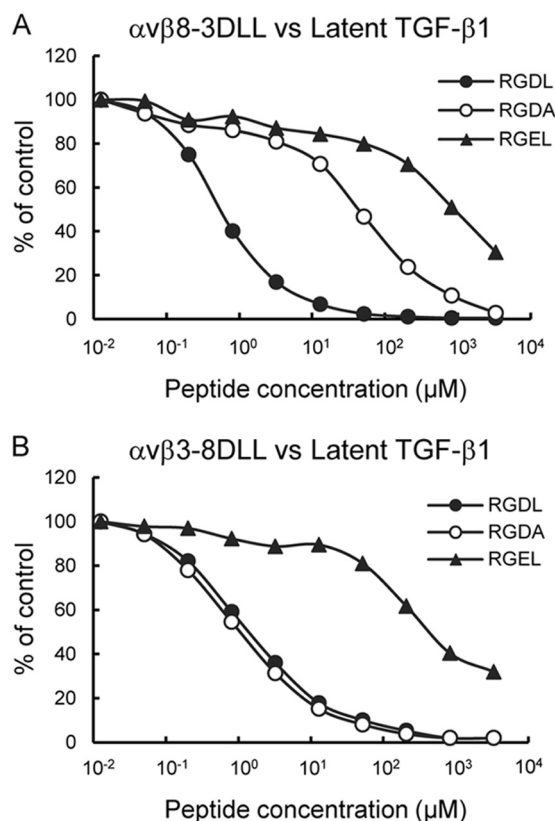 A
αvβ8-3DLL vs Latent TGF-β1
120
100
80
60
40
20
0
% of control
RGDL
RGDA
RGEL
10-2
10-1
100
101
102
103
104
Peptide concentration (µM)
B
αvβ3-8DLL vs Latent TGF-β1
120
100
80
60
40
20
0
% of control
RGDL
RGDA
RGEL
10-2
10-1
100
101
102
103
104
Peptide concentration (µM)